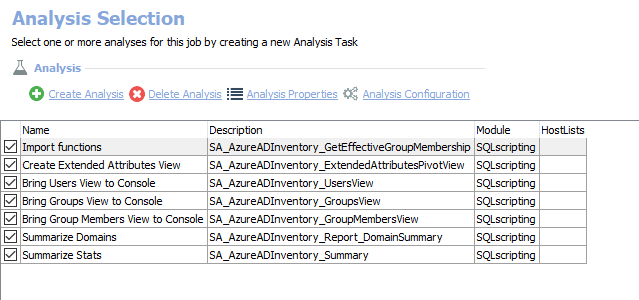 Analysis Selection
Select one or more analyses for this job by creating a new Analysis Task
Analysis
Create Analysis Delete Analysis Analysis Properties Analysis Configuration
Name Description Module HostLists
Import functions SA_AzureADInventory_GetEffectiveGroupMembership SQLscripting
Create Extended Attributes View SA_AzureADInventory_ExtendedAttributesPivotView SQLscripting
Bring Users View to Console SA_AzureADInventory_UsersView SQLscripting
Bring Groups View to Console SA_AzureADInventory_GroupsView SQLscripting
Bring Group Members View to Console SA_AzureADInventory_GroupMembersView SQLscripting
Summarize Domains SA_AzureADInventory_Report_DomainSummary SQLscripting
Summarize Stats SA_AzureADInventory_Summary SQLscripting